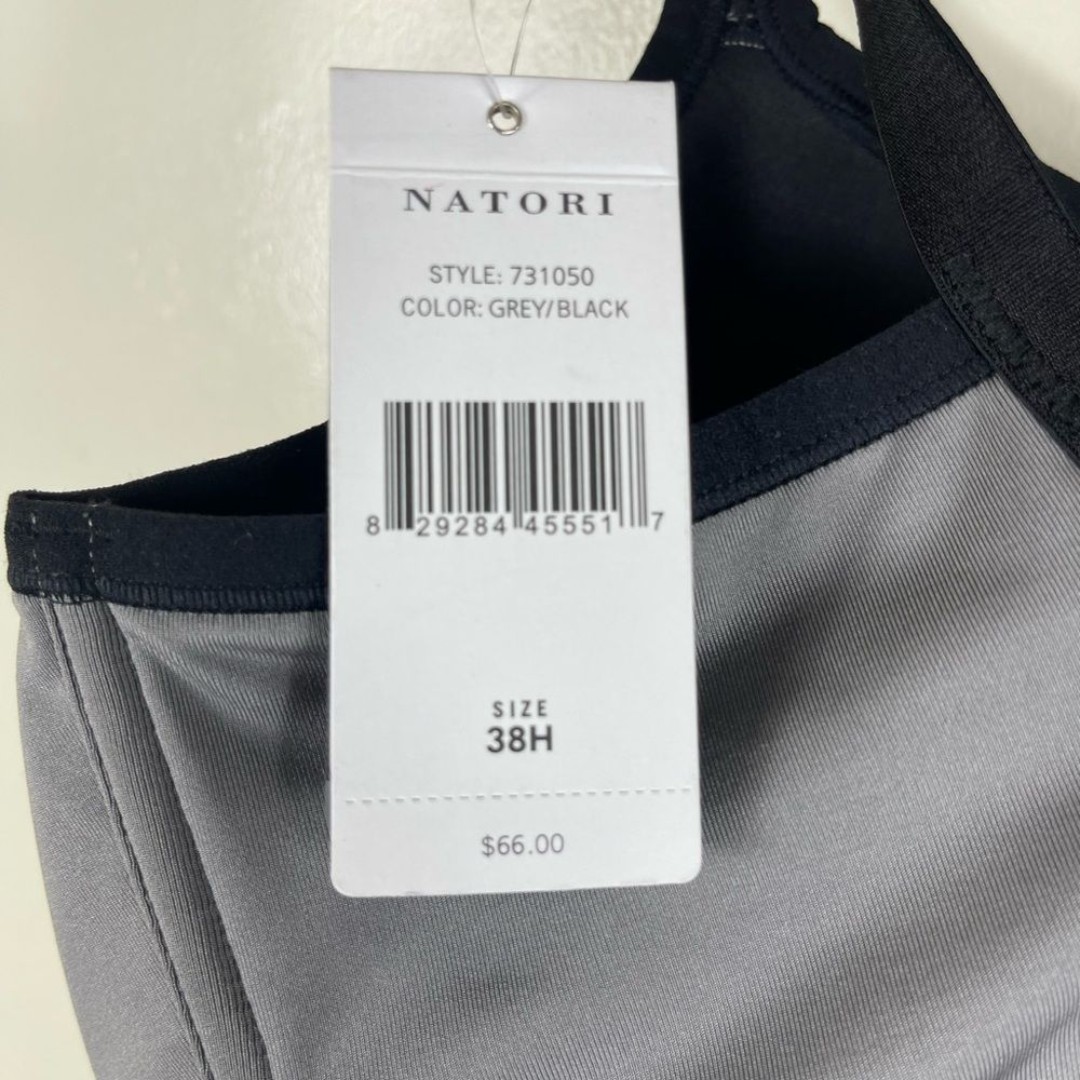 NATORI
STYLE: 731050
COLOR: GREY/BLACK
8 29284 45551 7
SIZE
38H
$66.00